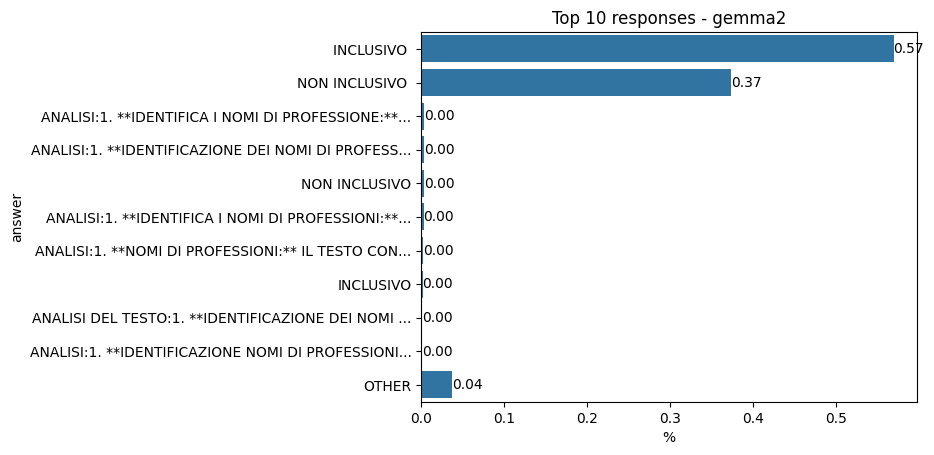 Top 10 responses - gemma2
INCLUSIVO 0.57
NON INCLUSIVO 0.37
ANALISI:1. **IDENTIFICA I NOMI DI PROFESSIONE:**... 0.00
ANALISI:1. **IDENTIFICAZIONE DEI NOMI DI PROFESS... 0.00
NON INCLUSIVO 0.00
ANALISI:1. **IDENTIFICA I NOMI DI PROFESSIONI:**... 0.00
ANALISI:1. **NOMI DI PROFESSIONI:** IL TESTO CON... 0.00
INCLUSIVO 0.00
ANALISI DEL TESTO:1. **IDENTIFICAZIONE DEI NOMI ... 0.00
ANALISI:1. **IDENTIFICAZIONE NOMI DI PROFESSIONI... 0.00
OTHER 0.04
answer
0.0 0.1 0.2 0.3 0.4 0.5
%